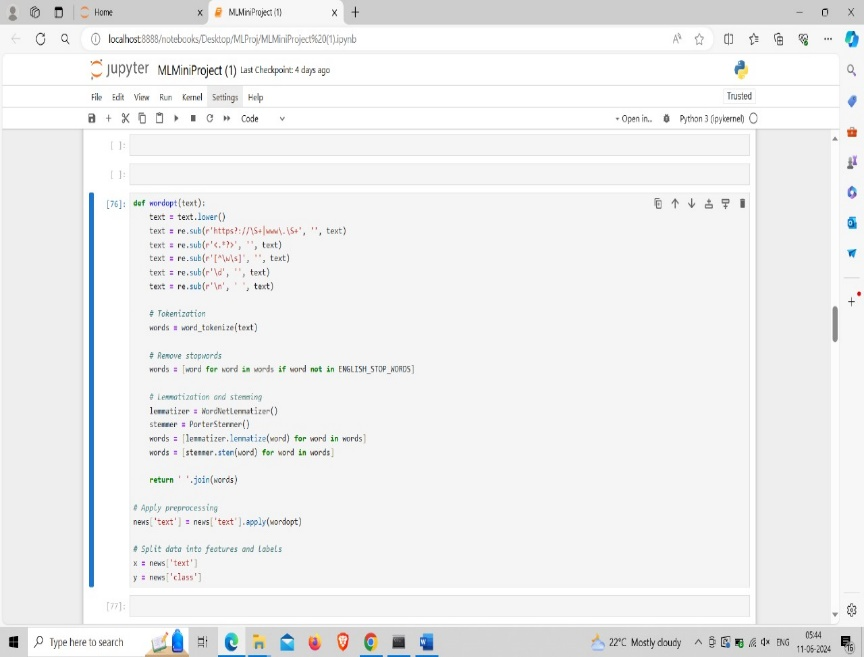 Home
MLMiniProject (1)
localhost:8888/notebooks/Desktop/MLProj/MLMiniProject%20(1).ipynb
jupyter MLMiniProject (1) Last Checkpoint: 4 days ago
File Edit View Run Kernel Settings Help
Trusted
Code
Open in...
Python 3 (ipykernel)
[ ]:
[ ]:
[76]: def wordopt(text):
text = text.lower()
text = re.sub(r'https?://\S+|www\.\S+', '', text)
text = re.sub(r'<.*?>', '', text)
text = re.sub(r'[^\w\s]', '', text)
text = re.sub(r'\d', '', text)
text = re.sub(r'\n', ' ', text)
# Tokenization
words = word_tokenize(text)
# Remove stopwords
words = [word for word in words if word not in ENGLISH_STOP_WORDS]
# Lemmatization and stemming
lemmatizer = WordNetLemmatizer()
stemmer = PorterStemmer()
words = [lemmatizer.lemmatize(word) for word in words]
words = [stemmer.stem(word) for word in words]
return ' '.join(words)
# Apply preprocessing
news['text'] = news['text'].apply(wordopt)
# Split data into features and labels
x = news['text']
y = news['class']
[77]:
Type here to search
22°C Mostly cloudy
ENG
05:44
11-06-2024